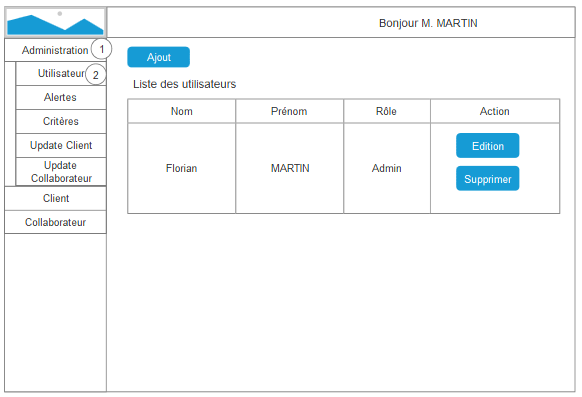 Bonjour M. MARTIN
Administration 1
Utilisateur 2
Alertes
Critères
Update Client
Update
Collaborateur
Client
Collaborateur
Ajout
Liste des utilisateurs
Nom Prénom Rôle Action
Florian MARTIN Admin
Edition
Supprimer